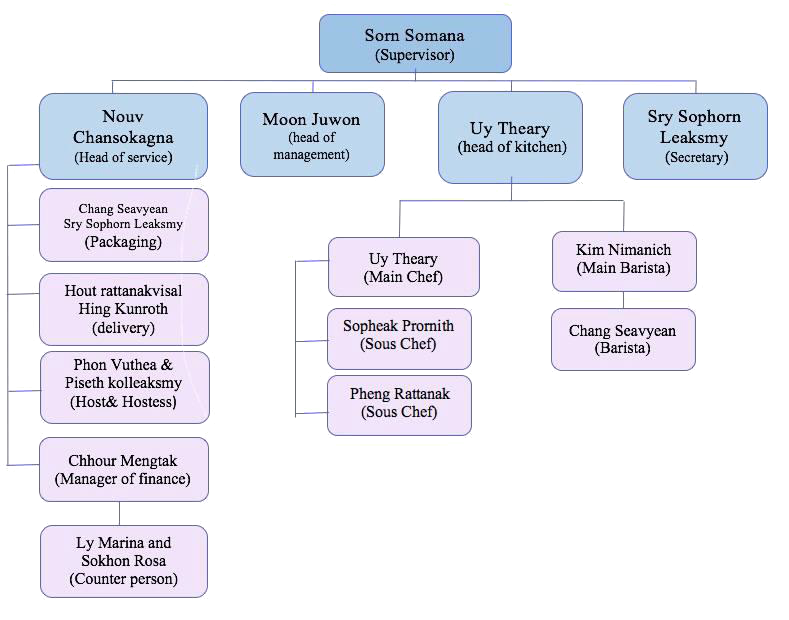 Sorn Somana
(Supervisor)
Nouv
Chansokagna
(Head of service)
Moon Juwon
(head of
management)
Uy Theary
(head of kitchen)
Sry Sophorn
Leaksmy
(Secretary)
Chang Seavyean
Sry Sophorn Leaksmy
(Packaging)
Hout rattanakvisal
Hing Kunroth
(delivery)
Phon Vuthea &
Piseth kolleaksmy
(Host& Hostess)
Chhour Mengtak
(Manager of finance)
Ly Marina and
Sokhon Rosa
(Counter person)
Uy Theary
(Main Chef)
Sopheak Prornith
(Sous Chef)
Pheng Rattanak
(Sous Chef)
Kim Nimanich
(Main Barista)
Chang Seavyean
(Barista)